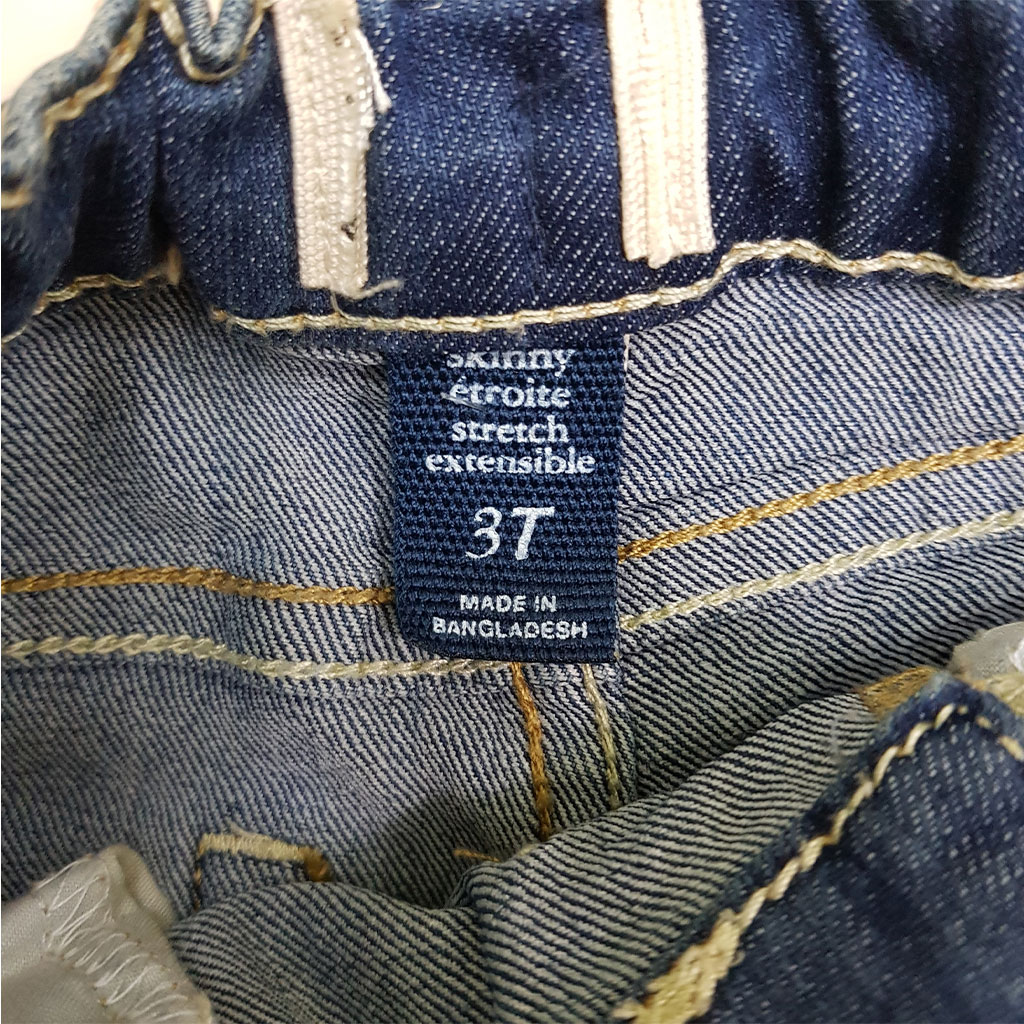 skinny
étroite
stretch
extensible
3T
MADE IN
BANGLADESH